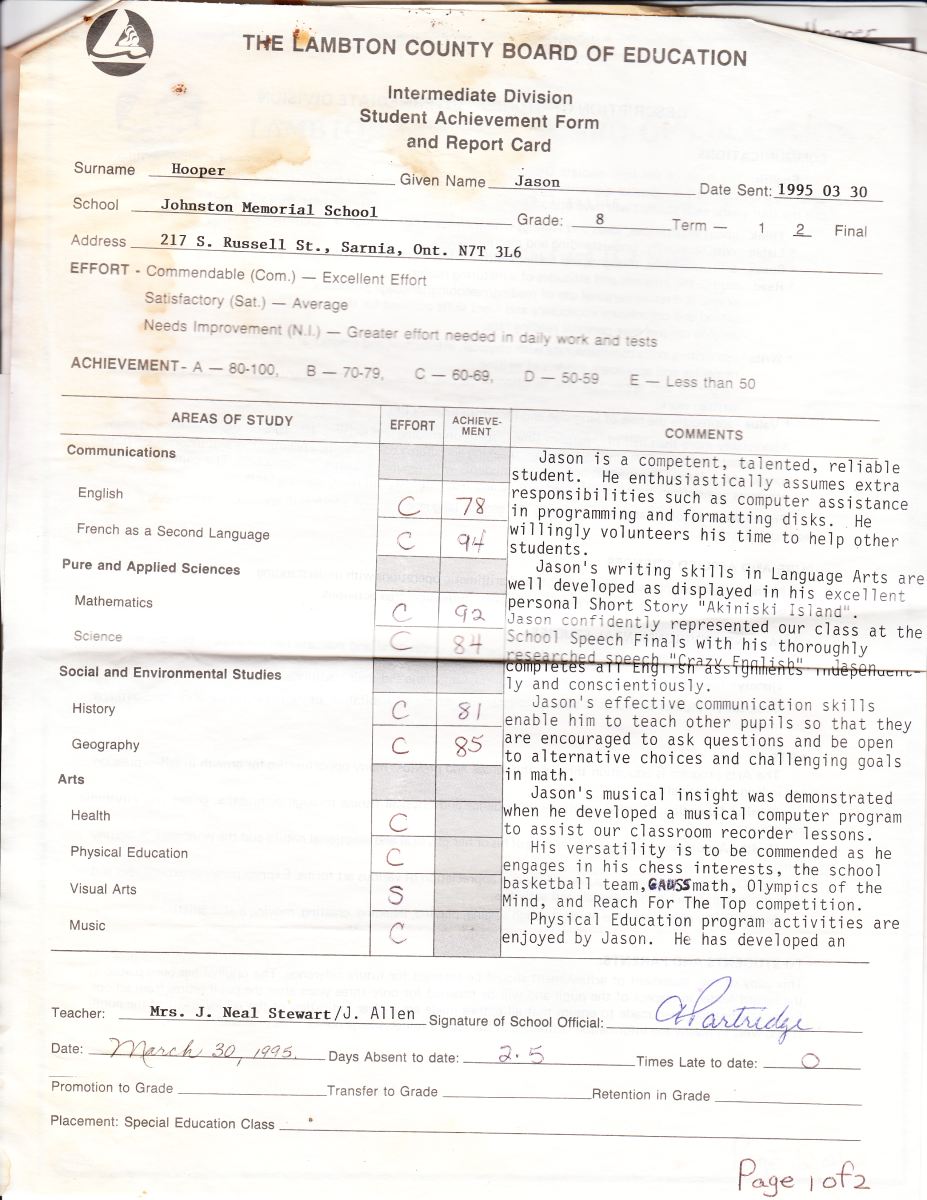 THE LAMBTON COUNTY BOARD OF EDUCATION
Intermediate Division
Student Achievement Form
and Report Card
Surname Hooper Given Name Jason Date Sent: 1995 03 30
School Johnston Memorial School Grade: 8 Term — 1 2 Final
Address 217 S. Russell St., Sarnia, Ont. N7T 3L6
EFFORT - Commendable (Com.) — Excellent Effort
Satisfactory (Sat.) — Average
Needs Improvement (N.I.) — Greater effort needed in daily work and tests
ACHIEVEMENT- A — 80-100, B — 70-79, C — 60-69, D — 50-59 E — Less than 50
AREAS OF STUDY EFFORT ACHIEVE-MENT COMMENTS
Communications
English C 78
French as a Second Language C 94
Pure and Applied Sciences
Mathematics C 92
Science C 84
Social and Environmental Studies
History C 81
Geography C 85
Arts
Health C
Physical Education C
Visual Arts S
Music C
Jason is a competent, talented, reliable
student. He enthusiastically assumes extra
responsibilities such as computer assistance
in programming and formatting disks. He
willingly volunteers his time to help other
students.
Jason's writing skills in Language Arts are
well developed as displayed in his excellent
personal Short Story "Akiniski Island".
Jason confidently represented our class at the
School Speech Finals with his thoroughly
researched speech "Crazy English" Jason
completes all English assignments independent-
ly and conscientiously.
Jason's effective communication skills
enable him to teach other pupils so that they
are encouraged to ask questions and be open
to alternative choices and challenging goals
in math.
Jason's musical insight was demonstrated
when he developed a musical computer program
to assist our classroom recorder lessons.
His versatility is to be commended as he
engages in his chess interests, the school
basketball team, GAUSS math, Olympics of the
Mind, and Reach For The Top competition.
Physical Education program activities are
enjoyed by Jason. He has developed an
Teacher: Mrs. J. Neal Stewart/J. Allen Signature of School Official: A Partridge
Date: March 30, 1995. Days Absent to date: 2.5 Times Late to date: 0
Promotion to Grade Transfer to Grade Retention in Grade
Placement: Special Education Class
Page 1 of 2